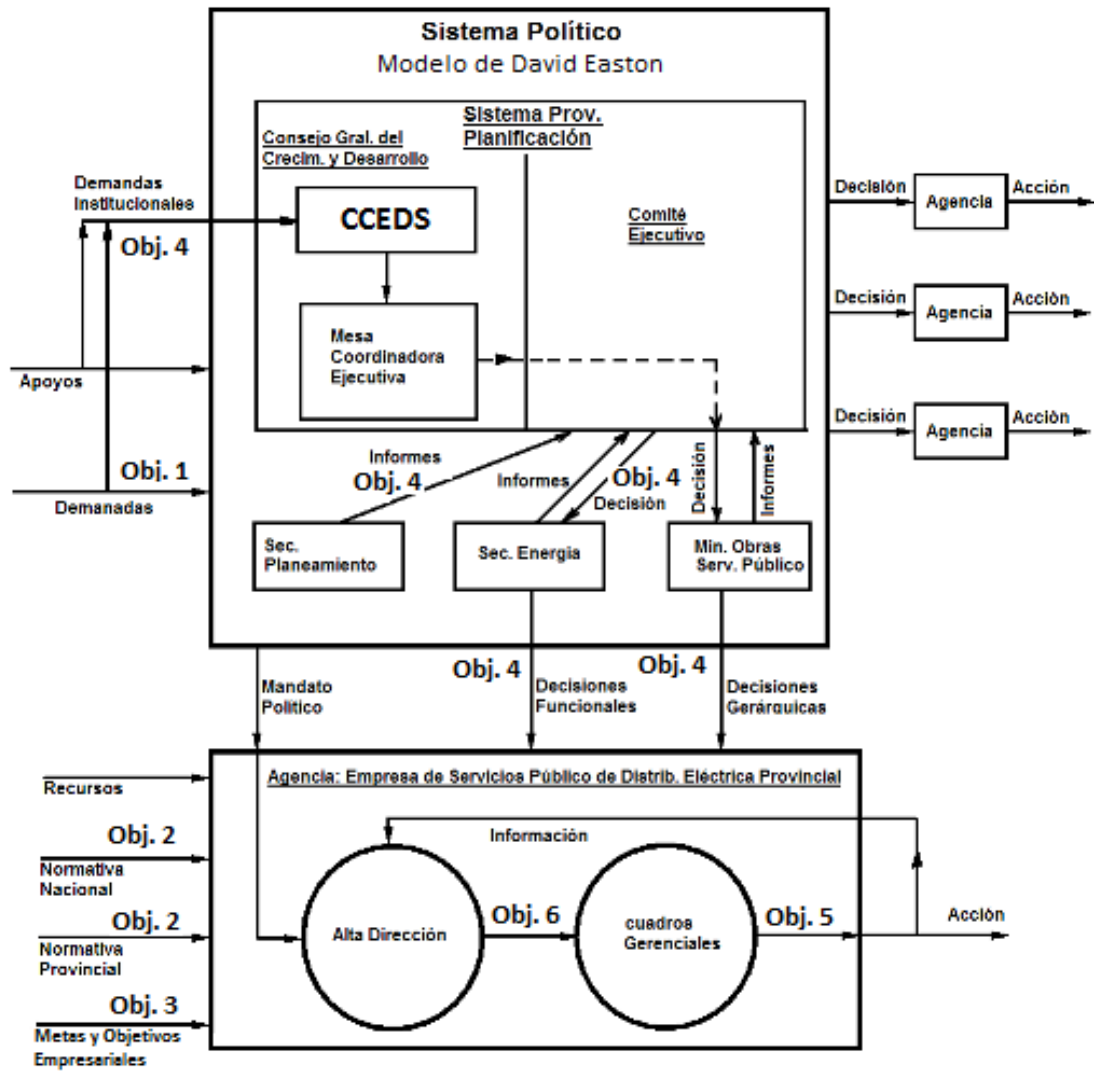 Sistema Político
Modelo de David Easton
Sistema Prov.
Planificación
Consejo Gral. del
Crecim. y Desarrollo
Demandas
Institucionales
Obj. 4
CCEDS
Comité
Ejecutivo
Mesa
Coordinadora
Ejecutiva
Decisión
Agencia
Acción
Decisión
Agencia
Acción
Decisión
Agencia
Acción
Apoyos
Obj. 1
Demanadas
Informes
Obj. 4
Informes
Obj. 4
Decisión
Decisión
Informes
Sec.
Planeamiento
Sec. Energia
Min. Obras
Serv. Público
Mandato
Politico
Obj. 4
Decisiones
Funcionales
Obj. 4
Decisiones
Gerárquicas
Agencia: Empresa de Servicios Público de Distrib. Eléctrica Provincial
Recursos
Obj. 2
Normativa
Nacional
Obj. 2
Normativa
Provincial
Obj. 3
Metas y Objetivos
Empresariales
Información
Alta Dirección
Obj. 6
cuadros
Gerenciales
Obj. 5
Acción